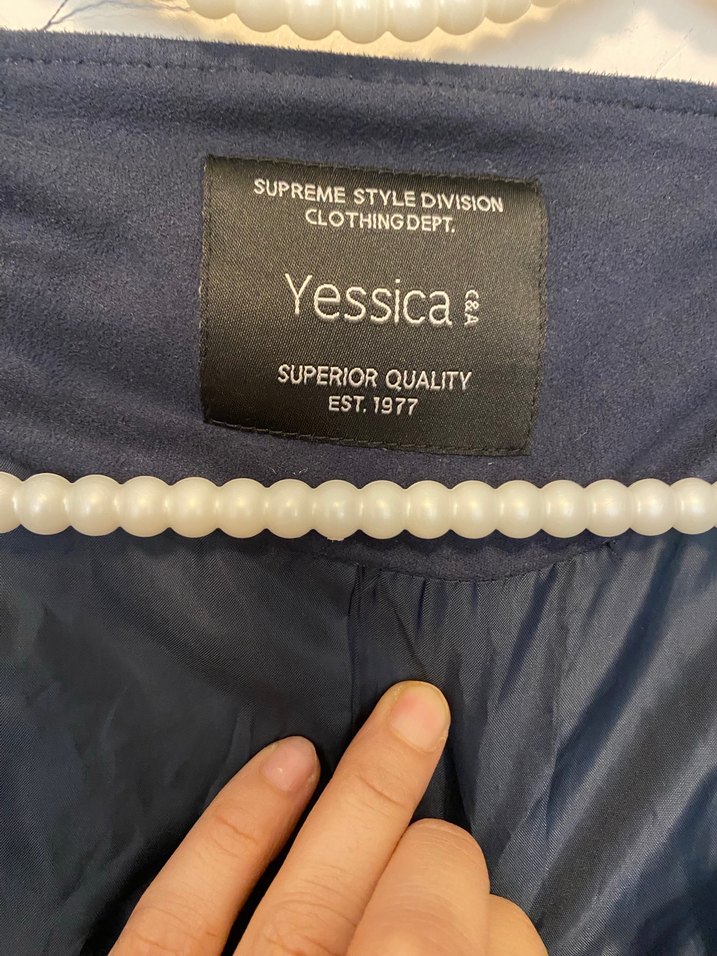 SUPREME STYLE DIVISION
CLOTHING DEPT.
Yessica C&A
SUPERIOR QUALITY
EST. 1977